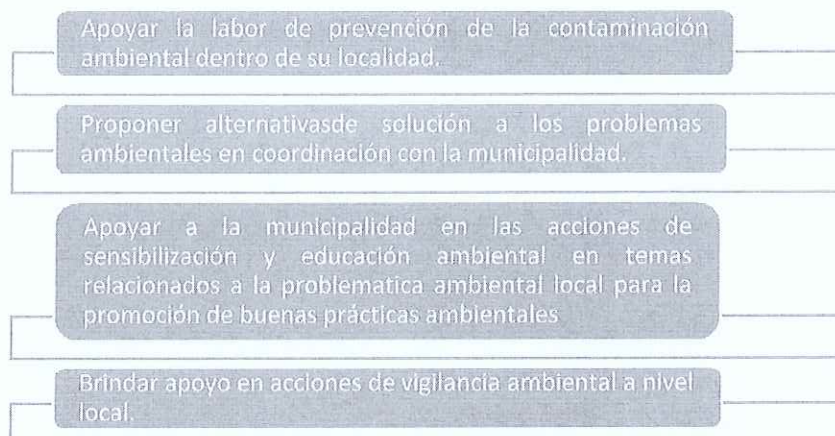 Apoyar la labor de prevención de la contaminación
ambiental dentro de su localidad.
Proponer alternativasde solución a los problemas
ambientales en coordinación con la municipalidad.
Apoyar a la municipalidad en las acciones de
sensibilización y educación ambiental en temas
relacionados a la problematica ambiental local para la
promoción de buenas prácticas ambientales
Brindar apoyo en acciones de vigilancia ambiental a nivel
local.